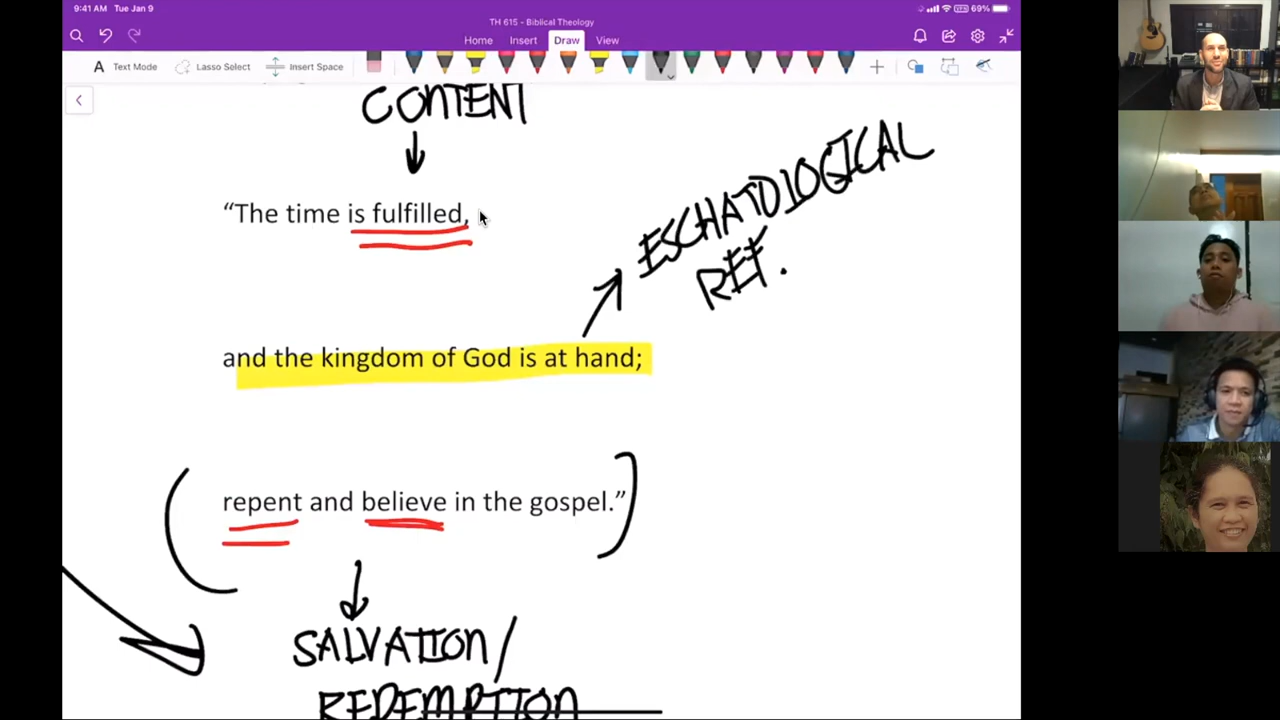 9:41 AM Tue Jan 9
VPN 69%
TH 615 - Biblical Theology
Home Insert Draw View
Text Mode Lasso Select Insert Space
CONTENT
“The time is fulfilled,
ESCHATOLOGICAL
REF.
and the kingdom of God is at hand;
repent and believe in the gospel.”
SALVATION/
REDEMPTION